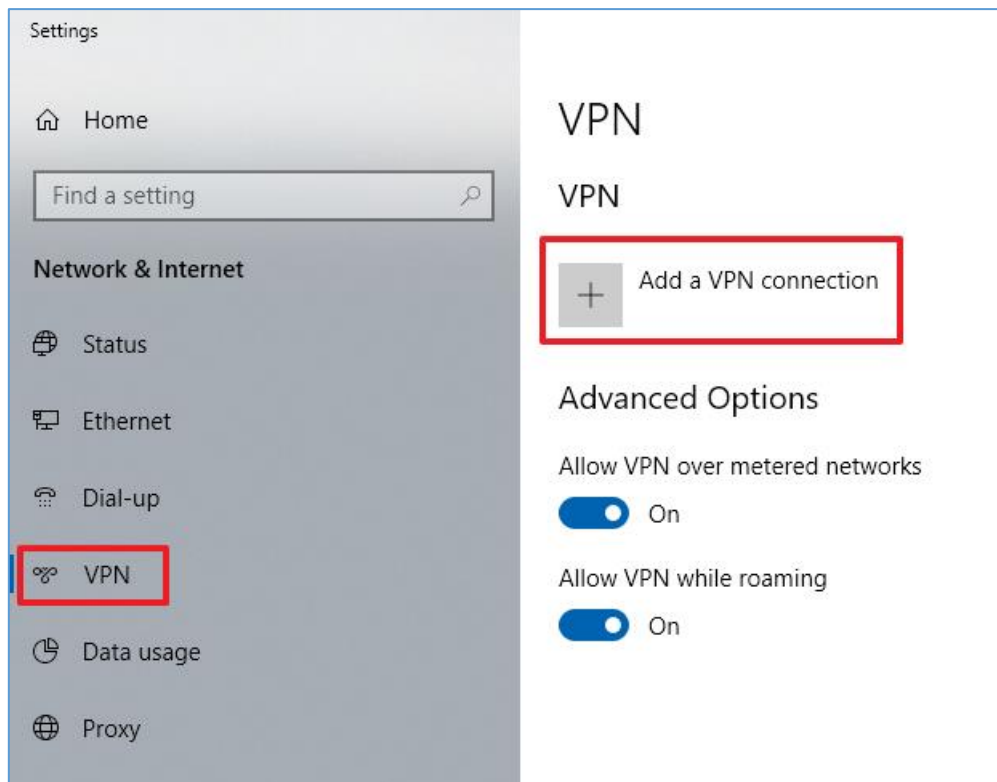 Settings
Home
Find a setting
Network & Internet
Status
Ethernet
Dial-up
VPN
Data usage
Proxy
VPN
VPN
Add a VPN connection
Advanced Options
Allow VPN over metered networks
On
Allow VPN while roaming
On